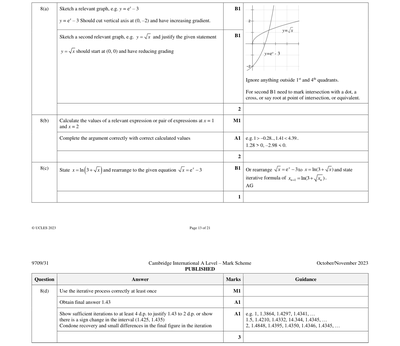 8(a)
Sketch a relevant graph, e.g. y = eˣ – 3
B1
y = eˣ – 3 Should cut vertical axis at (0, –2) and have increasing gradient.
Sketch a second relevant graph, e.g. y = √x and justify the given statement
B1
y = √x should start at (0, 0) and have reducing gradient
y=√x
y=eˣ– 3
Ignore anything outside 1ˢᵗ and 4ᵗʰ quadrants.
For second B1 need to mark intersection with a dot, a
cross, or say root at point of intersection, or equivalent.
2
8(b)
Calculate the values of a relevant expression or pair of expressions at x = 1
and x = 2
M1
Complete the argument correctly with correct calculated values
A1
e.g. 1 > –0.28.., 1.41 < 4.39.
1.28 > 0, –2.98 < 0.
2
8(c)
State x = ln(3 + √x) and rearrange to the given equation √x = eˣ – 3
B1
Or rearrange √x = eˣ – 3 to x = ln(3 + √x) and state
iterative formula of xₙ₊₁ = ln(3 + √xₙ).
AG
1
© UCLES 2023
Page 15 of 21
9709/31
Cambridge International A Level – Mark Scheme
October/November 2023
PUBLISHED
Question
Answer
Marks
Guidance
8(d)
Use the iterative process correctly at least once
M1
Obtain final answer 1.43
A1
Show sufficient iterations to at least 4 d.p. to justify 1.43 to 2 d.p. or show
there is a sign change in the interval (1.425, 1.435)
Condone recovery and small differences in the final figure in the iteration
A1
e.g. 1, 1.3864, 1.4297, 1.4341, …
1.5, 1.4210, 1.4332, 14.344, 1.4345, …
2, 1.4848, 1.4395, 1.4350, 1.4346, 1.4345, …
3